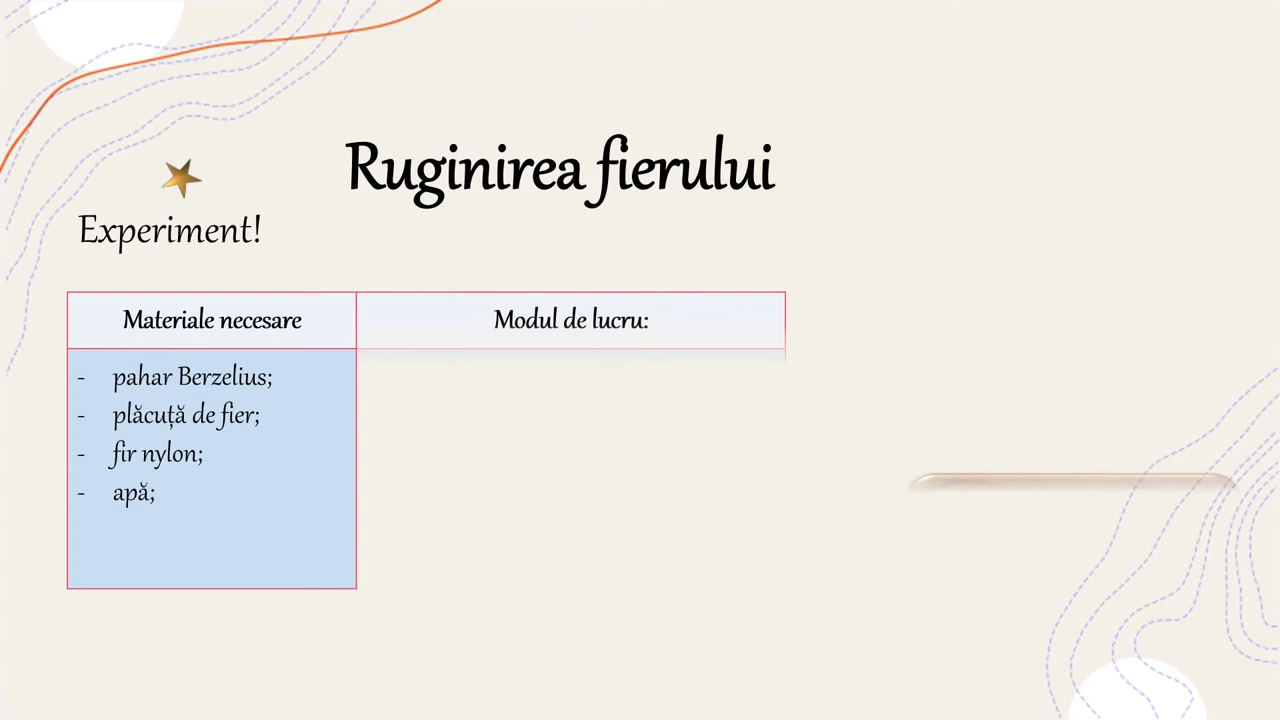 Ruginirea fierului
Experiment!
Materiale necesare
Modul de lucru:
- pahar Berzelius;
- plăcuță de fier;
- fir nylon;
- apă;